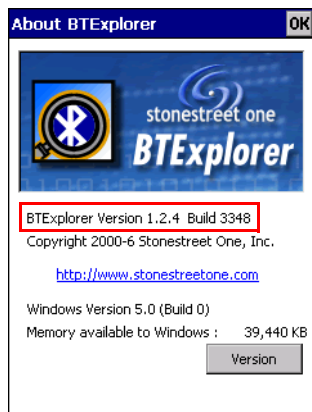 About BTExplorer OK
stonestreet one
BTExplorer
BTExplorer Version 1.2.4 Build 3348
Copyright 2000-6 Stonestreet One, Inc.
http://www.stonestreetone.com
Windows Version 5.0 (Build 0)
Memory available to Windows : 39,440 KB
Version